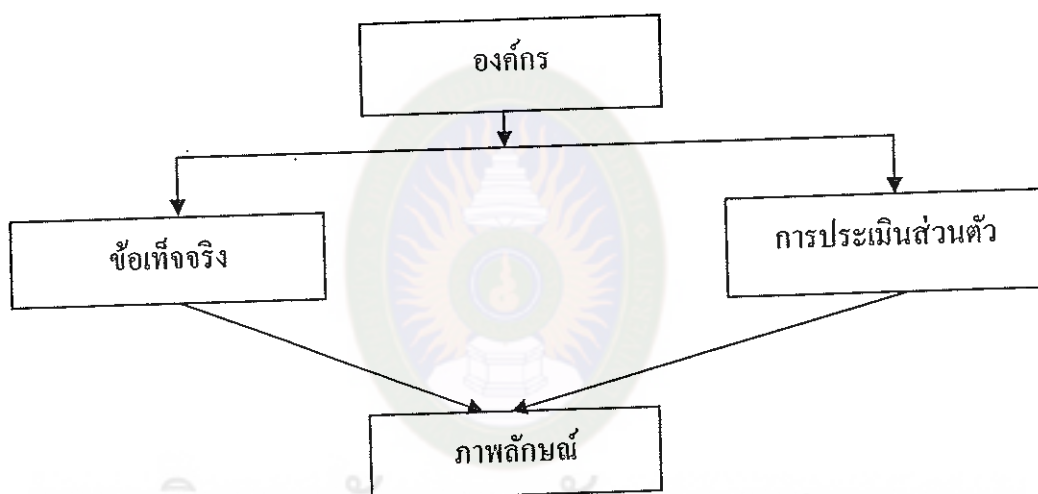 องค์กร
ข้อเท็จจริง
การประเมินส่วนตัว
ภาพลักษณ์